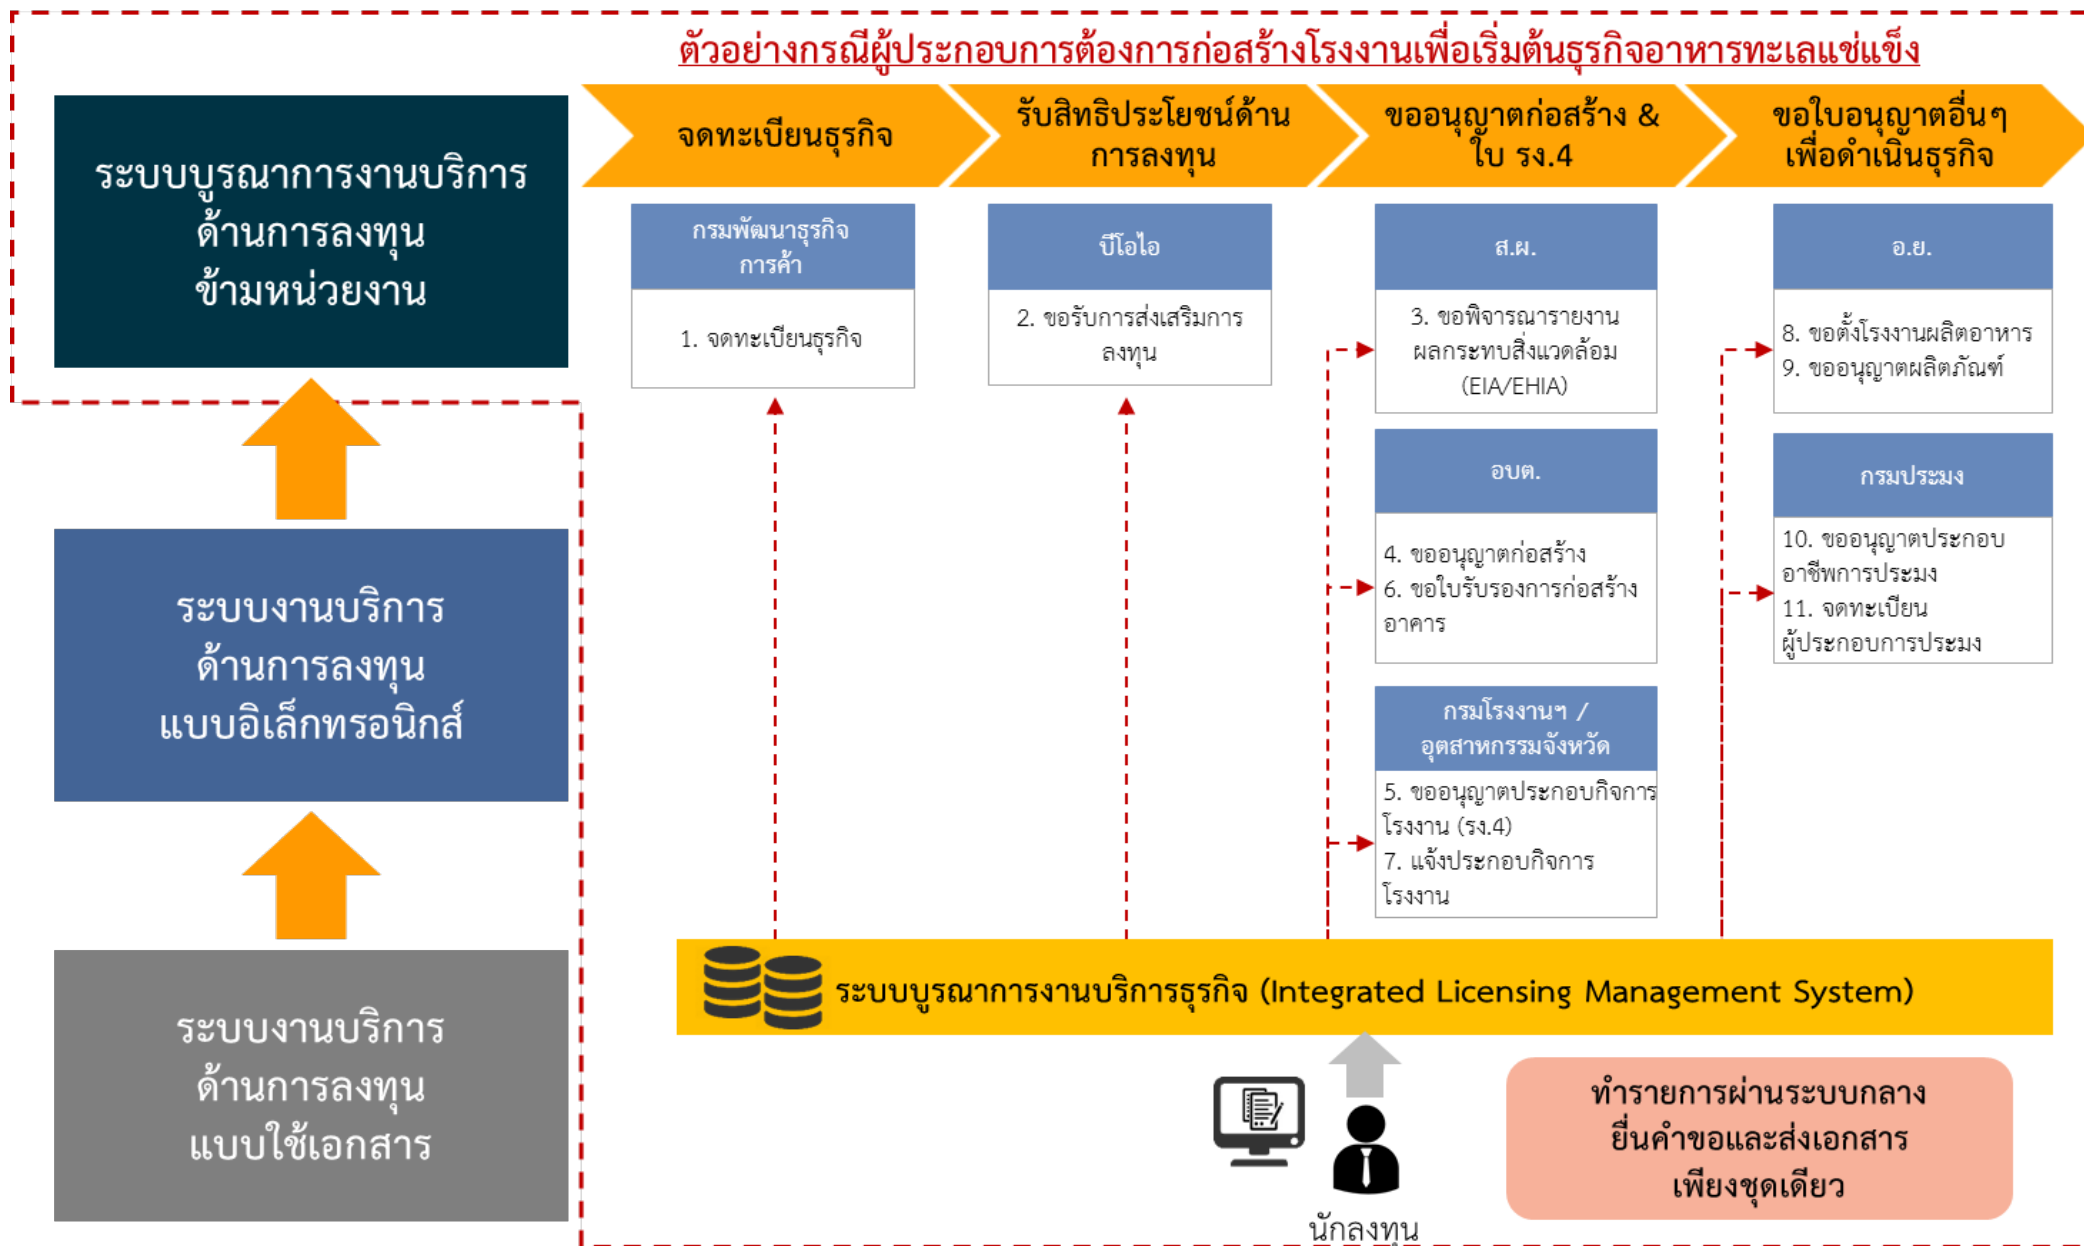 ตัวอย่างกรณีผู้ประกอบการต้องการก่อสร้างโรงงานเพื่อเริ่มต้นธุรกิจอาหารทะเลแช่แข็ง
ระบบบูรณาการงานบริการ
ด้านการลงทุน
ข้ามหน่วยงาน
ระบบงานบริการ
ด้านการลงทุน
แบบอิเล็กทรอนิกส์
ระบบงานบริการ
ด้านการลงทุน
แบบใช้เอกสาร
จดทะเบียนธุรกิจ
รับสิทธิประโยชน์ด้าน
การลงทุน
ขออนุญาตก่อสร้าง &
ใบ รง.4
ขอใบอนุญาตอื่นๆ
เพื่อดำเนินธุรกิจ
กรมพัฒนาธุรกิจ
การค้า
1. จดทะเบียนธุรกิจ
บีโอไอ
2. ขอรับการส่งเสริมการ
ลงทุน
ส.ผ.
3. ขอพิจารณารายงาน
ผลกระทบสิ่งแวดล้อม
(EIA/EHIA)
อบต.
4. ขออนุญาตก่อสร้าง
6. ขอใบรับรองการก่อสร้าง
อาคาร
กรมโรงงานฯ /
อุตสาหกรรมจังหวัด
5. ขออนุญาตประกอบกิจการ
โรงงาน (รง.4)
7. แจ้งประกอบกิจการ
โรงงาน
อ.ย.
8. ขอตั้งโรงงานผลิตอาหาร
9. ขออนุญาตผลิตภัณฑ์
กรมประมง
10. ขออนุญาตประกอบ
อาชีพการประมง
11. จดทะเบียน
ผู้ประกอบการประมง
ระบบบูรณาการงานบริการธุรกิจ (Integrated Licensing Management System)
นักลงทุน
ทำรายการผ่านระบบกลาง
ยื่นคำขอและส่งเอกสาร
เพียงชุดเดียว